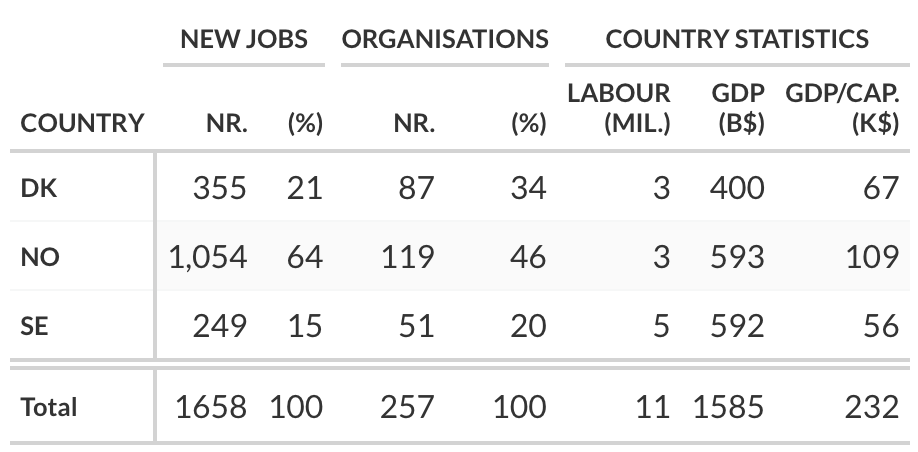 NEW JOBS ORGANISATIONS COUNTRY STATISTICS
LABOUR GDP GDP/CAP.
COUNTRY NR. (%) NR. (%) (MIL.) (B$) (K$)
DK 355 21 87 34 3 400 67
NO 1,054 64 119 46 3 593 109
SE 249 15 51 20 5 592 56
Total 1658 100 257 100 11 1585 232